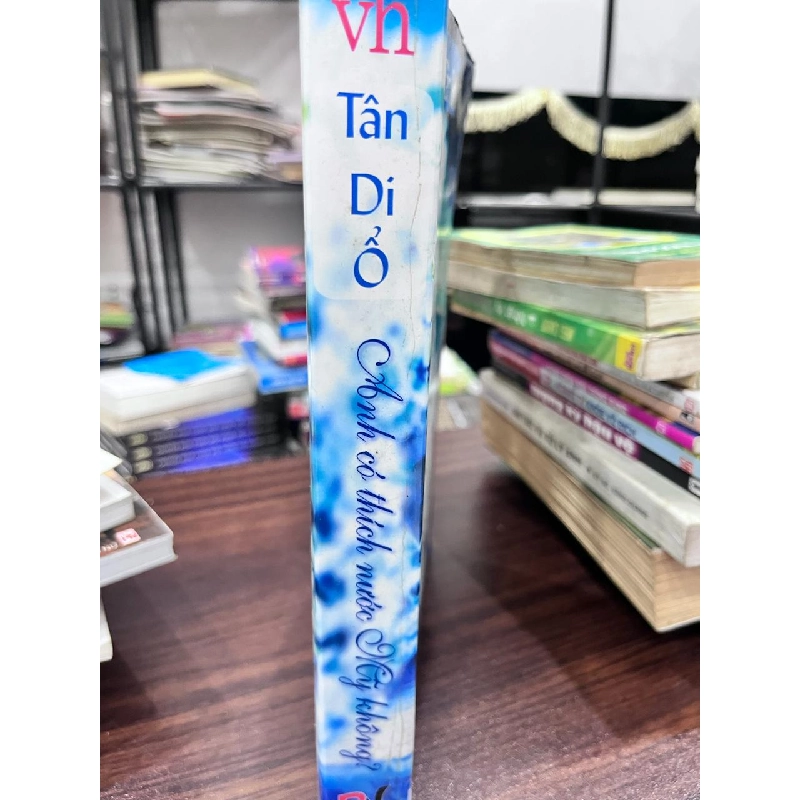 vh
Tân
Di
Ổ
Anh có thích nước Mỹ không?